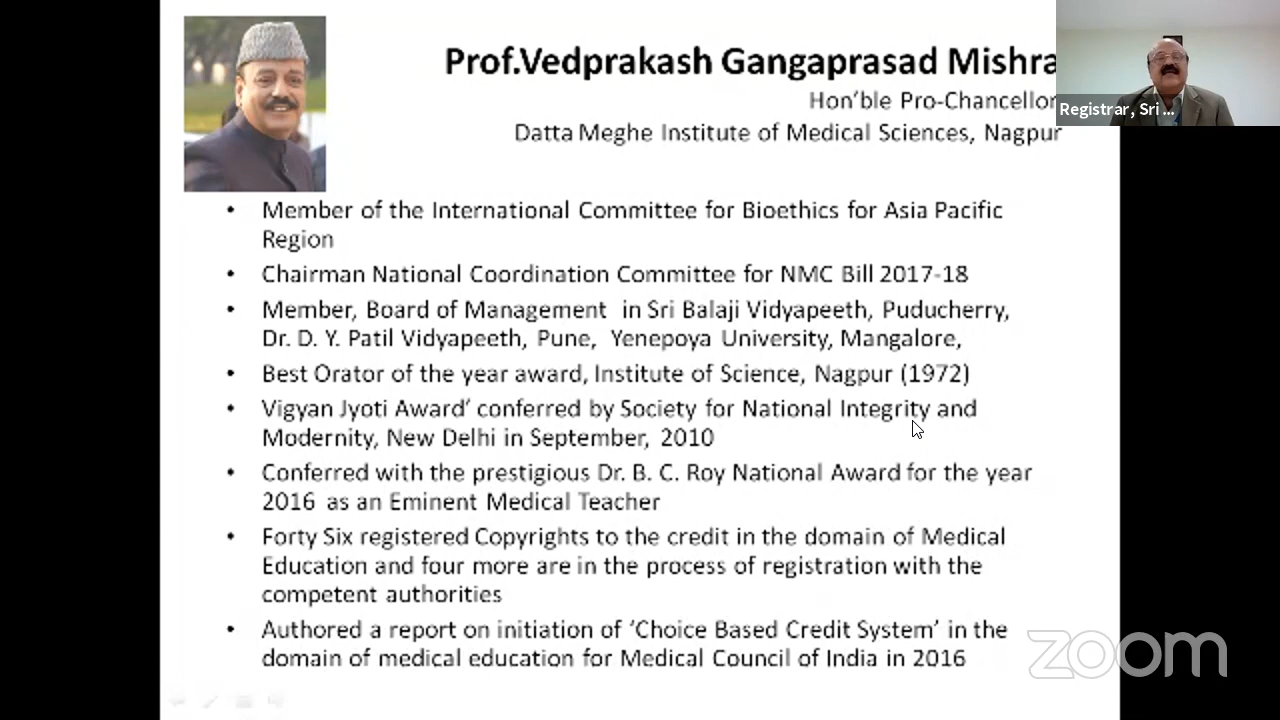 Prof.Vedprakash Gangaprasad Mishra
Hon'ble Pro-Chancellor
Datta Meghe Institute of Medical Sciences, Nagpur
Registrar, Sri ...
• Member of the International Committee for Bioethics for Asia Pacific
Region
• Chairman National Coordination Committee for NMC Bill 2017-18
• Member, Board of Management in Sri Balaji Vidyapeeth, Puducherry,
Dr. D. Y. Patil Vidyapeeth, Pune, Yenepoya University, Mangalore,
• Best Orator of the year award, Institute of Science, Nagpur (1972)
• Vigyan Jyoti Award’ conferred by Society for National Integrity and
Modernity, New Delhi in September, 2010
• Conferred with the prestigious Dr. B. C. Roy National Award for the year
2016 as an Eminent Medical Teacher
• Forty Six registered Copyrights to the credit in the domain of Medical
Education and four more are in the process of registration with the
competent authorities
• Authored a report on initiation of ‘Choice Based Credit System’ in the
domain of medical education for Medical Council of India in 2016
zoom